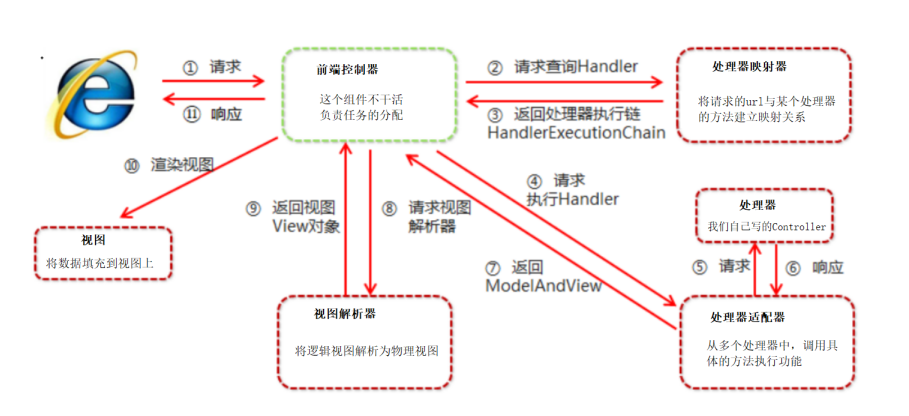 ① 请求
⑪ 响应
前端控制器
这个组件不干活
负责任务的分配
② 请求查询Handler
③ 返回处理器执行链
HandlerExecutionChain
处理器映射器
将请求的url与某个处理器
的方法建立映射关系
⑩ 渲染视图
④ 请求
执行Handler
处理器
我们自己写的Controller
⑨ 返回视图
View对象
⑧ 请求视图
解析器
视图
将数据填充到视图上
⑦ 返回
ModelAndView
⑤ 请求
⑥ 响应
视图解析器
将逻辑视图解析为物理视图
处理器适配器
从多个处理器中，调用具
体的方法执行功能